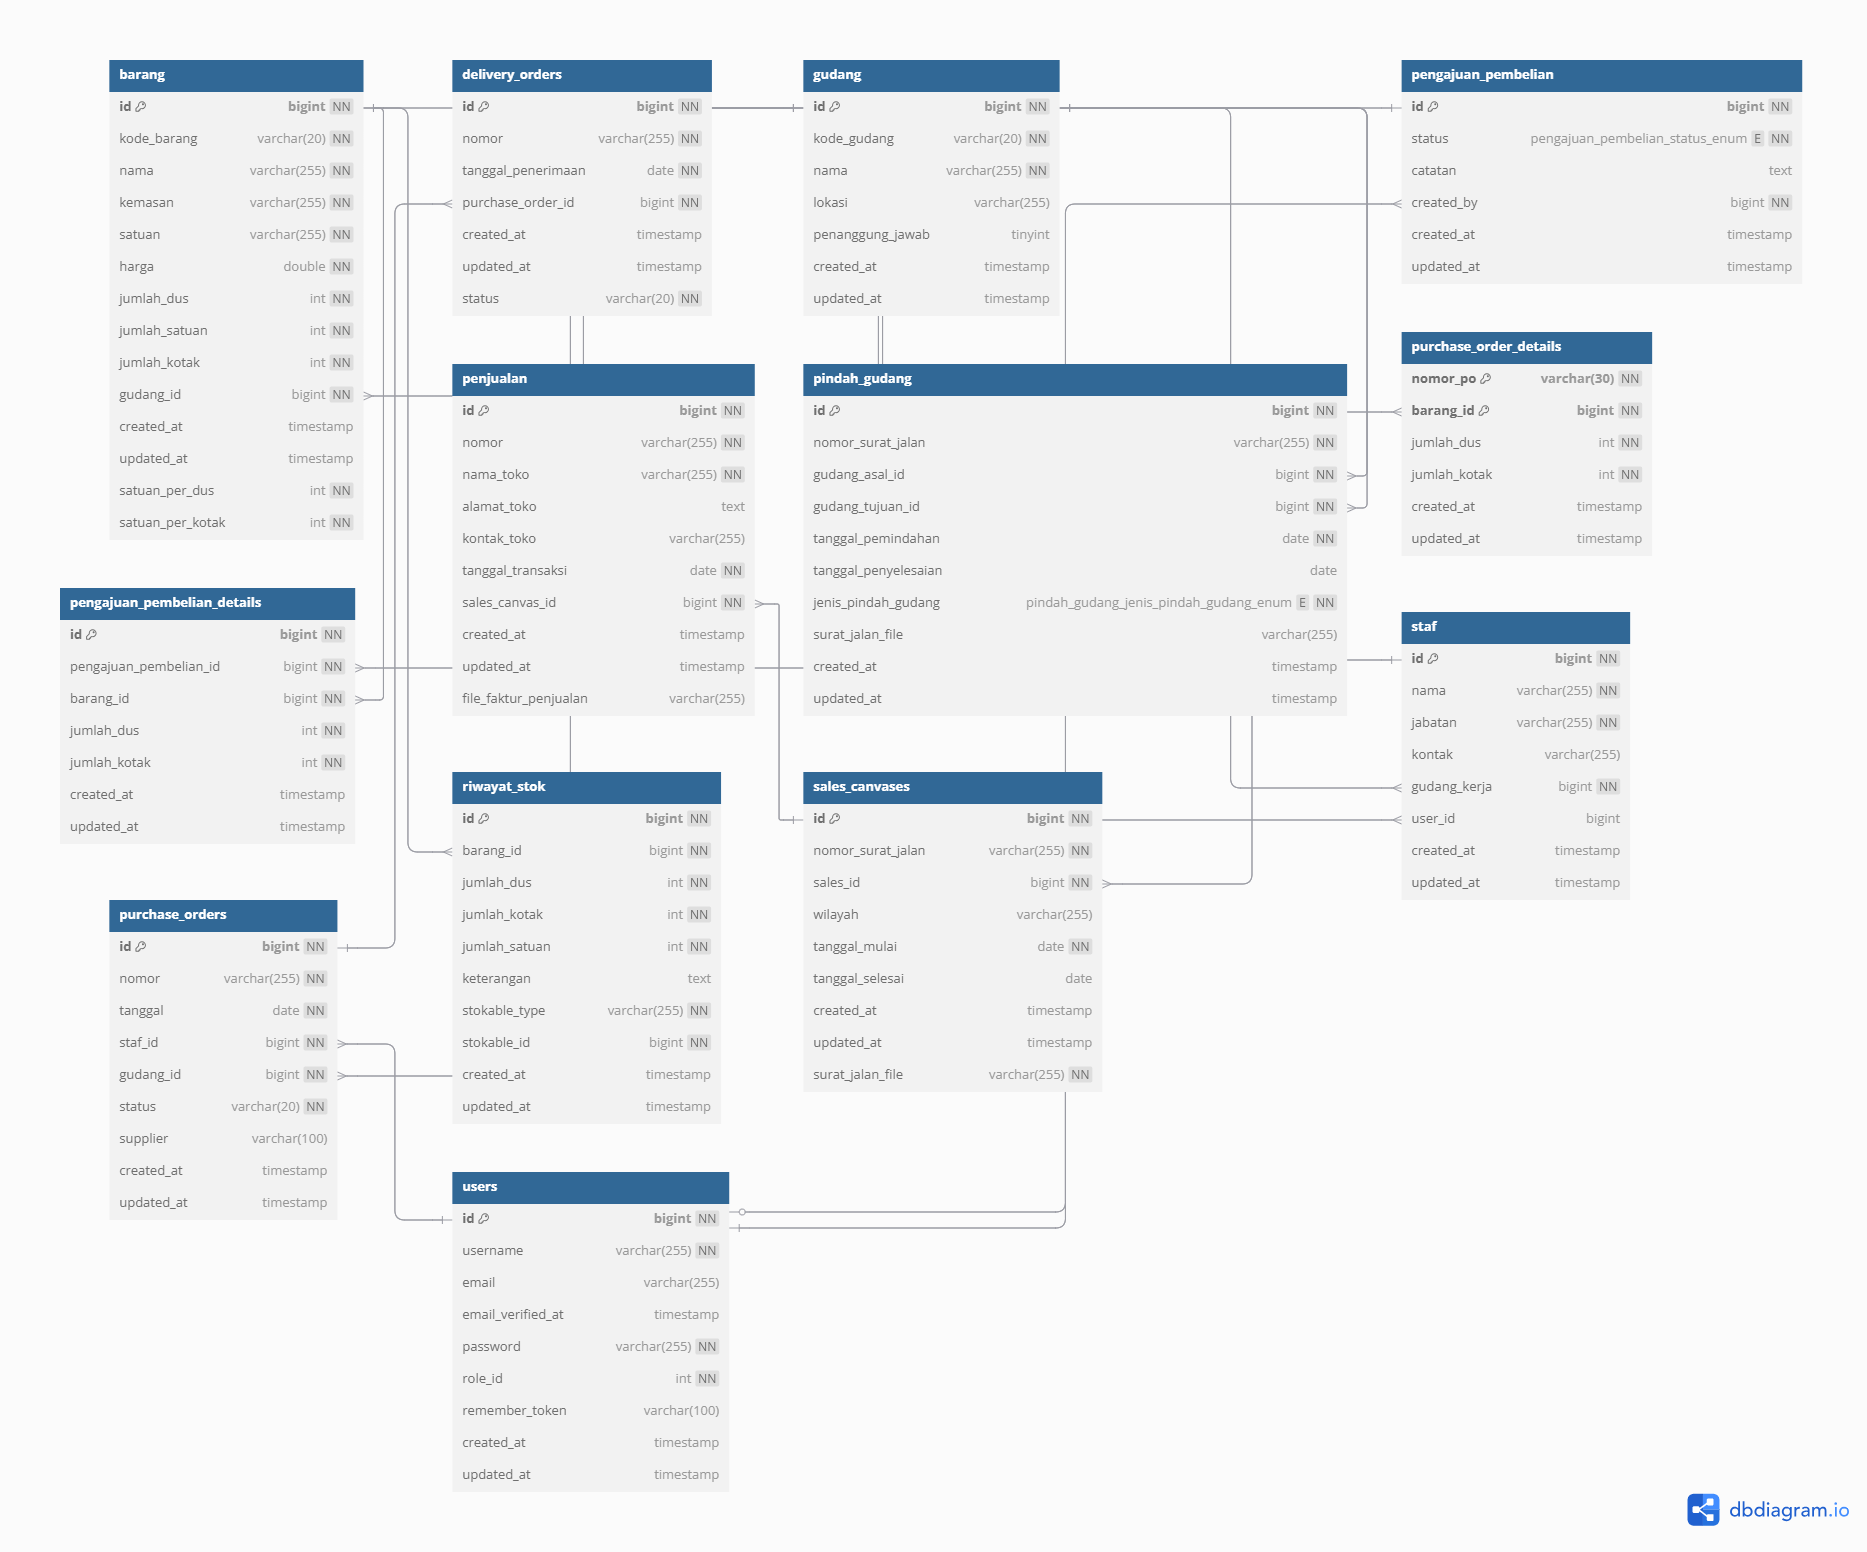 barang
id bigint NN
kode_barang varchar(20) NN
nama varchar(255) NN
kemasan varchar(255) NN
satuan varchar(255) NN
harga double NN
jumlah_dus int NN
jumlah_satuan int NN
jumlah_kotak int NN
gudang_id bigint NN
created_at timestamp
updated_at timestamp
satuan_per_dus int NN
satuan_per_kotak int NN
delivery_orders
id bigint NN
nomor varchar(255) NN
tanggal_penerimaan date NN
purchase_order_id bigint NN
created_at timestamp
updated_at timestamp
status varchar(20) NN
gudang
id bigint NN
kode_gudang varchar(20) NN
nama varchar(255) NN
lokasi varchar(255)
penanggung_jawab tinyint
created_at timestamp
updated_at timestamp
pengajuan_pembelian
id bigint NN
status pengajuan_pembelian_status_enum E NN
catatan text
created_by bigint NN
created_at timestamp
updated_at timestamp
purchase_order_details
nomor_po varchar(30) NN
barang_id bigint NN
jumlah_dus int NN
jumlah_kotak int NN
created_at timestamp
updated_at timestamp
penjualan
id bigint NN
nomor varchar(255) NN
nama_toko varchar(255) NN
alamat_toko text
kontak_toko varchar(255)
tanggal_transaksi date NN
sales_canvas_id bigint NN
created_at timestamp
updated_at timestamp
file_faktur_penjualan varchar(255)
pindah_gudang
id bigint NN
nomor_surat_jalan varchar(255) NN
gudang_asal_id bigint NN
gudang_tujuan_id bigint NN
tanggal_pemindahan date NN
tanggal_penyelesaian date
jenis_pindah_gudang pindah_gudang_jenis_pindah_gudang_enum E NN
surat_jalan_file varchar(255)
created_at timestamp
updated_at timestamp
pengajuan_pembelian_details
id bigint NN
pengajuan_pembelian_id bigint NN
barang_id bigint NN
jumlah_dus int NN
jumlah_kotak int NN
created_at timestamp
updated_at timestamp
staf
id bigint NN
nama varchar(255) NN
jabatan varchar(255) NN
kontak varchar(255)
gudang_kerja bigint NN
user_id bigint
created_at timestamp
updated_at timestamp
riwayat_stok
id bigint NN
barang_id bigint NN
jumlah_dus int NN
jumlah_kotak int NN
jumlah_satuan int NN
keterangan text
stokable_type varchar(255) NN
stokable_id bigint NN
created_at timestamp
updated_at timestamp
sales_canvases
id bigint NN
nomor_surat_jalan varchar(255) NN
sales_id bigint NN
wilayah varchar(255)
tanggal_mulai date NN
tanggal_selesai date
created_at timestamp
updated_at timestamp
surat_jalan_file varchar(255) NN
purchase_orders
id bigint NN
nomor varchar(255) NN
tanggal date NN
staf_id bigint NN
gudang_id bigint NN
status varchar(20) NN
supplier varchar(100)
created_at timestamp
updated_at timestamp
users
id bigint NN
username varchar(255) NN
email varchar(255)
email_verified_at timestamp
password varchar(255) NN
role_id int NN
remember_token varchar(100)
created_at timestamp
updated_at timestamp
dbdiagram.io